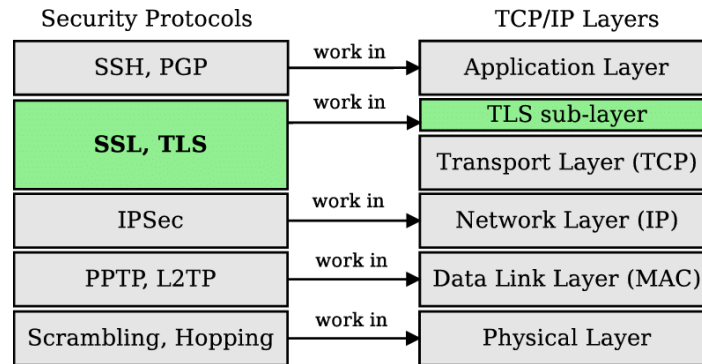 Security Protocols
TCP/IP Layers
SSH, PGP
work in
Application Layer
SSL, TLS
work in
TLS sub-layer
Transport Layer (TCP)
IPSec
work in
Network Layer (IP)
PPTP, L2TP
work in
Data Link Layer (MAC)
Scrambling, Hopping
work in
Physical Layer